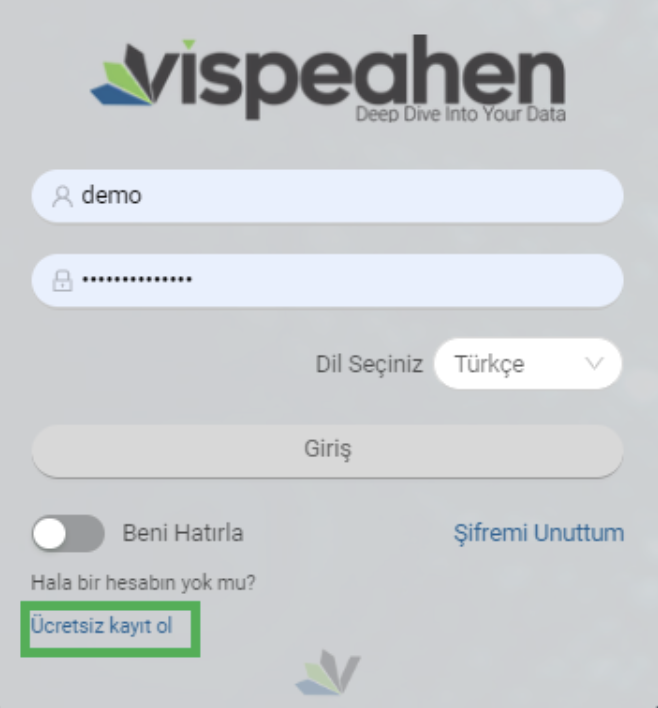 vispeahen
Deep Dive Into Your Data
demo
••••••••••••••
Dil Seçiniz Türkçe
Giriş
Beni Hatırla Şifremi Unuttum
Hala bir hesabın yok mu?
Ücretsiz kayıt ol